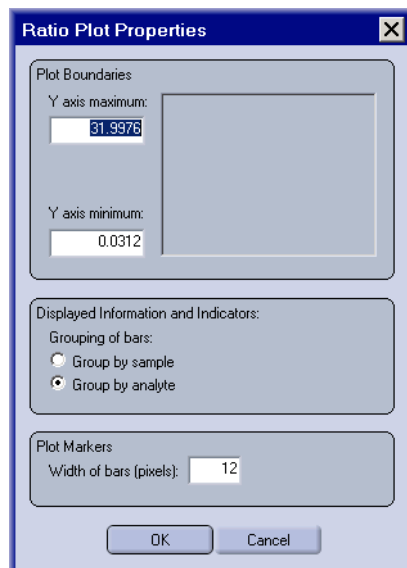 Ratio Plot Properties
Plot Boundaries
Y axis maximum:
31.9976
Y axis minimum:
0.0312
Displayed Information and Indicators:
Grouping of bars:
Group by sample
Group by analyte
Plot Markers
Width of bars (pixels): 12
OK Cancel